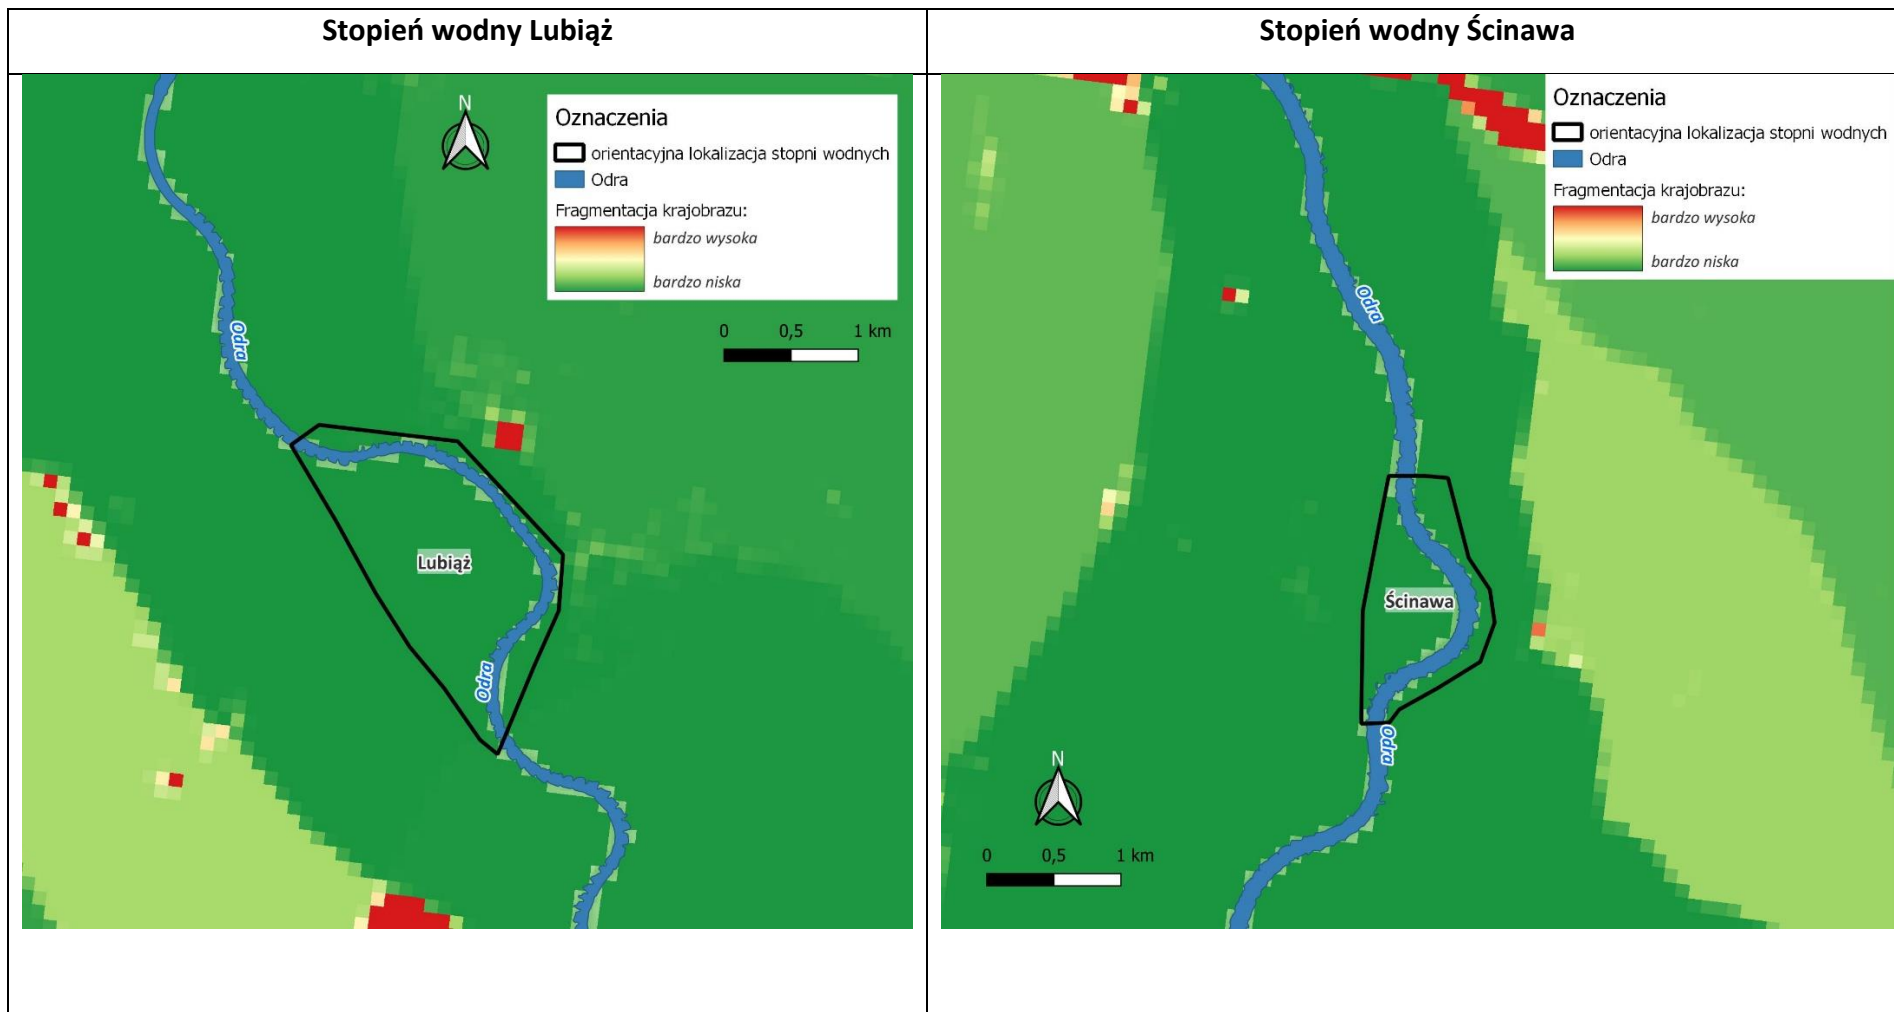 Stopień wodny Lubiąż
Stopień wodny Ścinawa
N
Oznaczenia
orientacyjna lokalizacja stopni wodnych
Odra
Fragmentacja krajobrazu:
bardzo wysoka
bardzo niska
0 0,5 1 km
Odra
Lubiąż
Odra
Oznaczenia
orientacyjna lokalizacja stopni wodnych
Odra
Fragmentacja krajobrazu:
bardzo wysoka
bardzo niska
Odra
Ścinawa
Odra
N
0 0,5 1 km